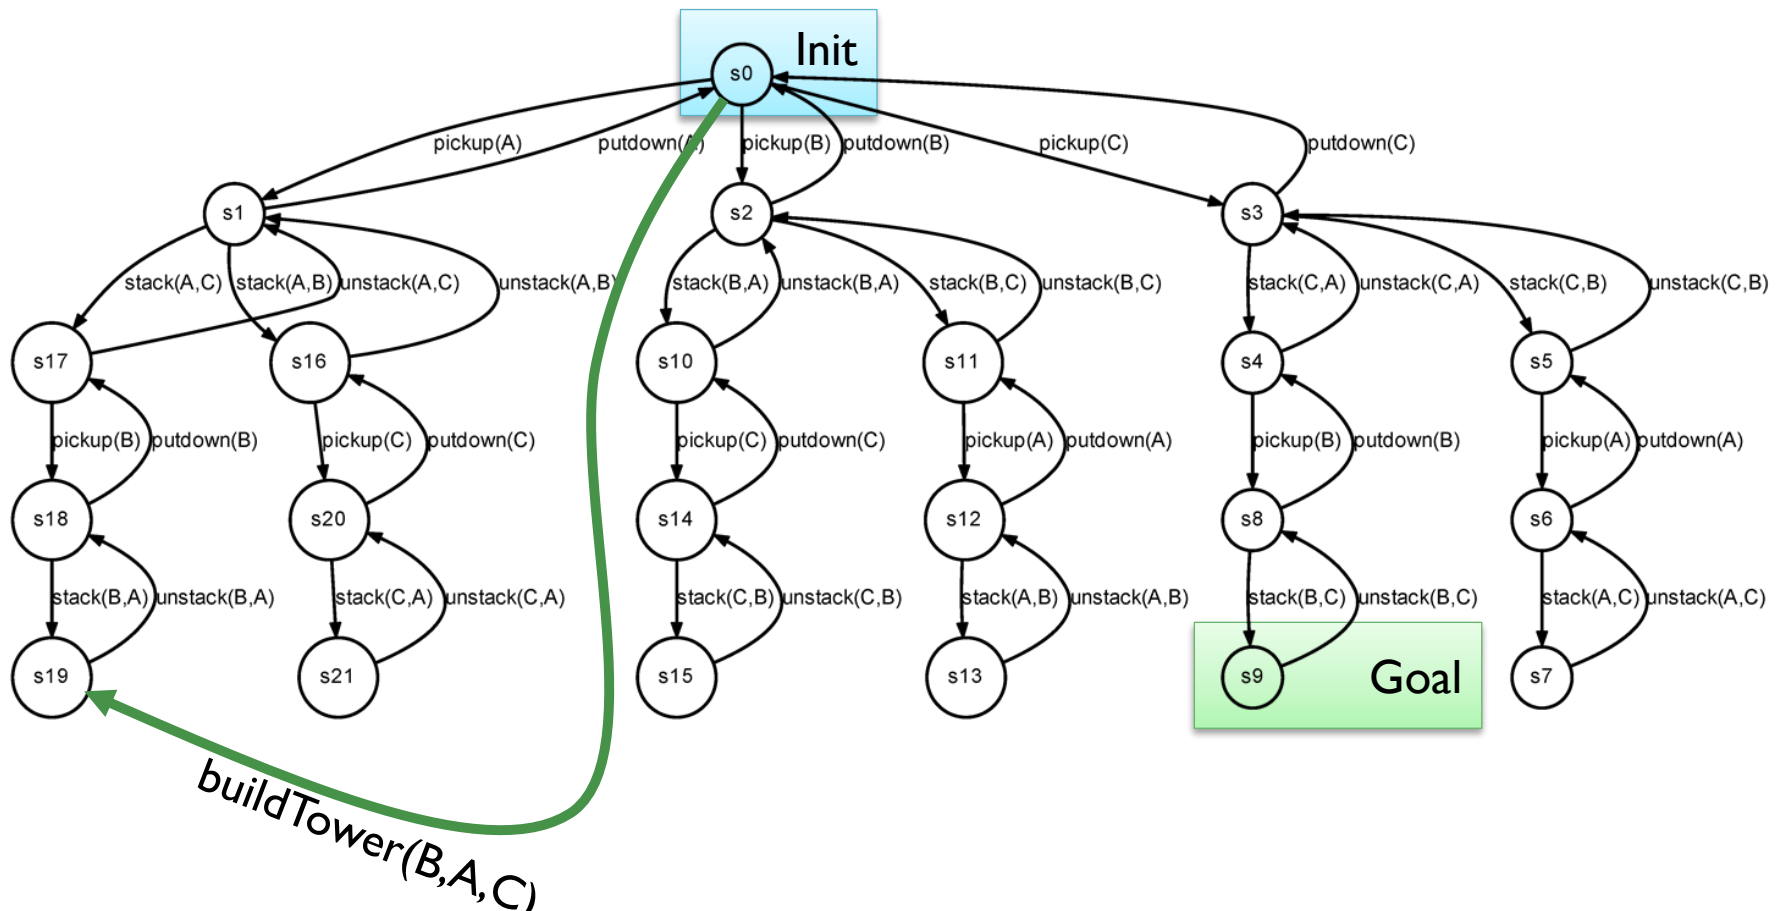 Init
s0
pickup(A)
putdown(A)
pickup(B)
putdown(B)
pickup(C)
putdown(C)
s1
s2
s3
stack(A,C)
stack(A,B)
unstack(A,C)
unstack(A,B)
stack(B,A)
unstack(B,A)
stack(B,C)
unstack(B,C)
stack(C,A)
unstack(C,A)
stack(C,B)
unstack(C,B)
s17
s16
s10
s11
s4
s5
pickup(B)
putdown(B)
pickup(C)
putdown(C)
pickup(C)
putdown(C)
pickup(A)
putdown(A)
pickup(B)
putdown(B)
pickup(A)
putdown(A)
s18
s20
s14
s12
s8
s6
stack(B,A)
unstack(B,A)
stack(C,A)
unstack(C,A)
stack(C,B)
unstack(C,B)
stack(A,B)
unstack(A,B)
stack(B,C)
unstack(B,C)
stack(A,C)
unstack(A,C)
s19
s21
s15
s13
s9
Goal
s7
buildTower(B,A,C)